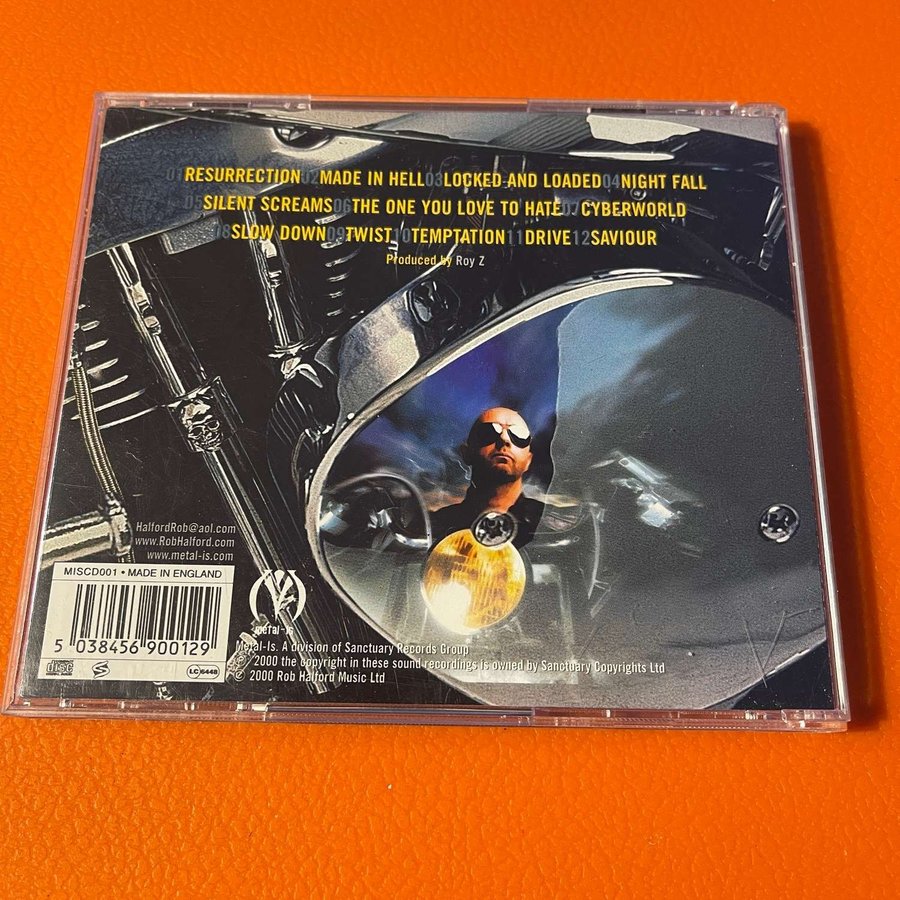 01 RESURRECTION 02 MADE IN HELL 03 LOCKED AND LOADED 04 NIGHT FALL
05 SILENT SCREAMS 06 THE ONE YOU LOVE TO HATE 07 CYBERWORLD
08 SLOW DOWN 09 TWIST 10 TEMPTATION 11 DRIVE 12 SAVIOUR
Produced by Roy Z
HalfordRob@aol.com
www.RobHalford.com
www.metal-is.com
MISCD001 • MADE IN ENGLAND
5 038456 900129
disc
S
LC 6448
metal-is
Metal-Is. A division of Sanctuary Records Group
℗ 2000 the copyright in these sound recordings is owned by Sanctuary Copyrights Ltd
© 2000 Rob Halford Music Ltd